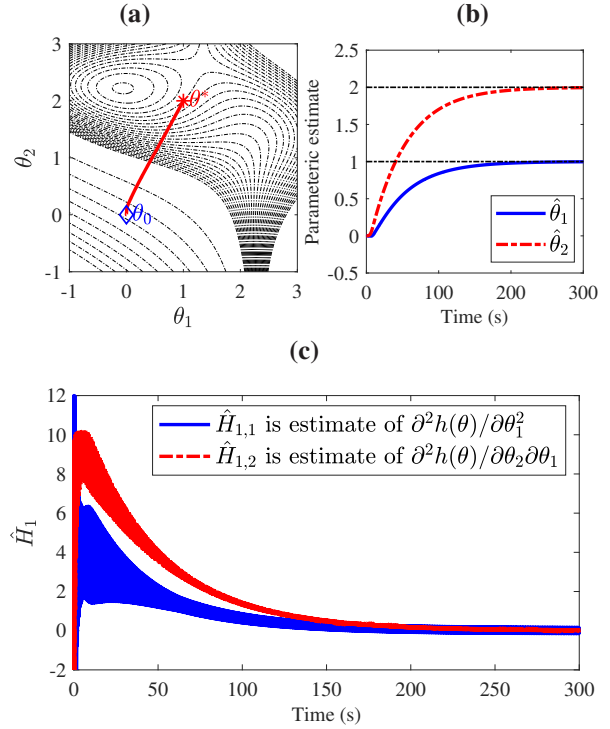 (a)
3
2
1
0
-1
-1
0
1
2
3
θ₂
θ₁
θ*
θ₀
(b)
2.5
2
1.5
1
0.5
0
-0.5
0
100
200
300
Parameteric estimate
Time (s)
θ̂₁
θ̂₂
(c)
12
10
8
6
4
2
0
-2
0
50
100
150
200
250
300
Ĥ₁
Time (s)
Ĥ₁,₁ is estimate of ∂²h(θ)/∂θ₁²
Ĥ₁,₂ is estimate of ∂²h(θ)/∂θ₂∂θ₁